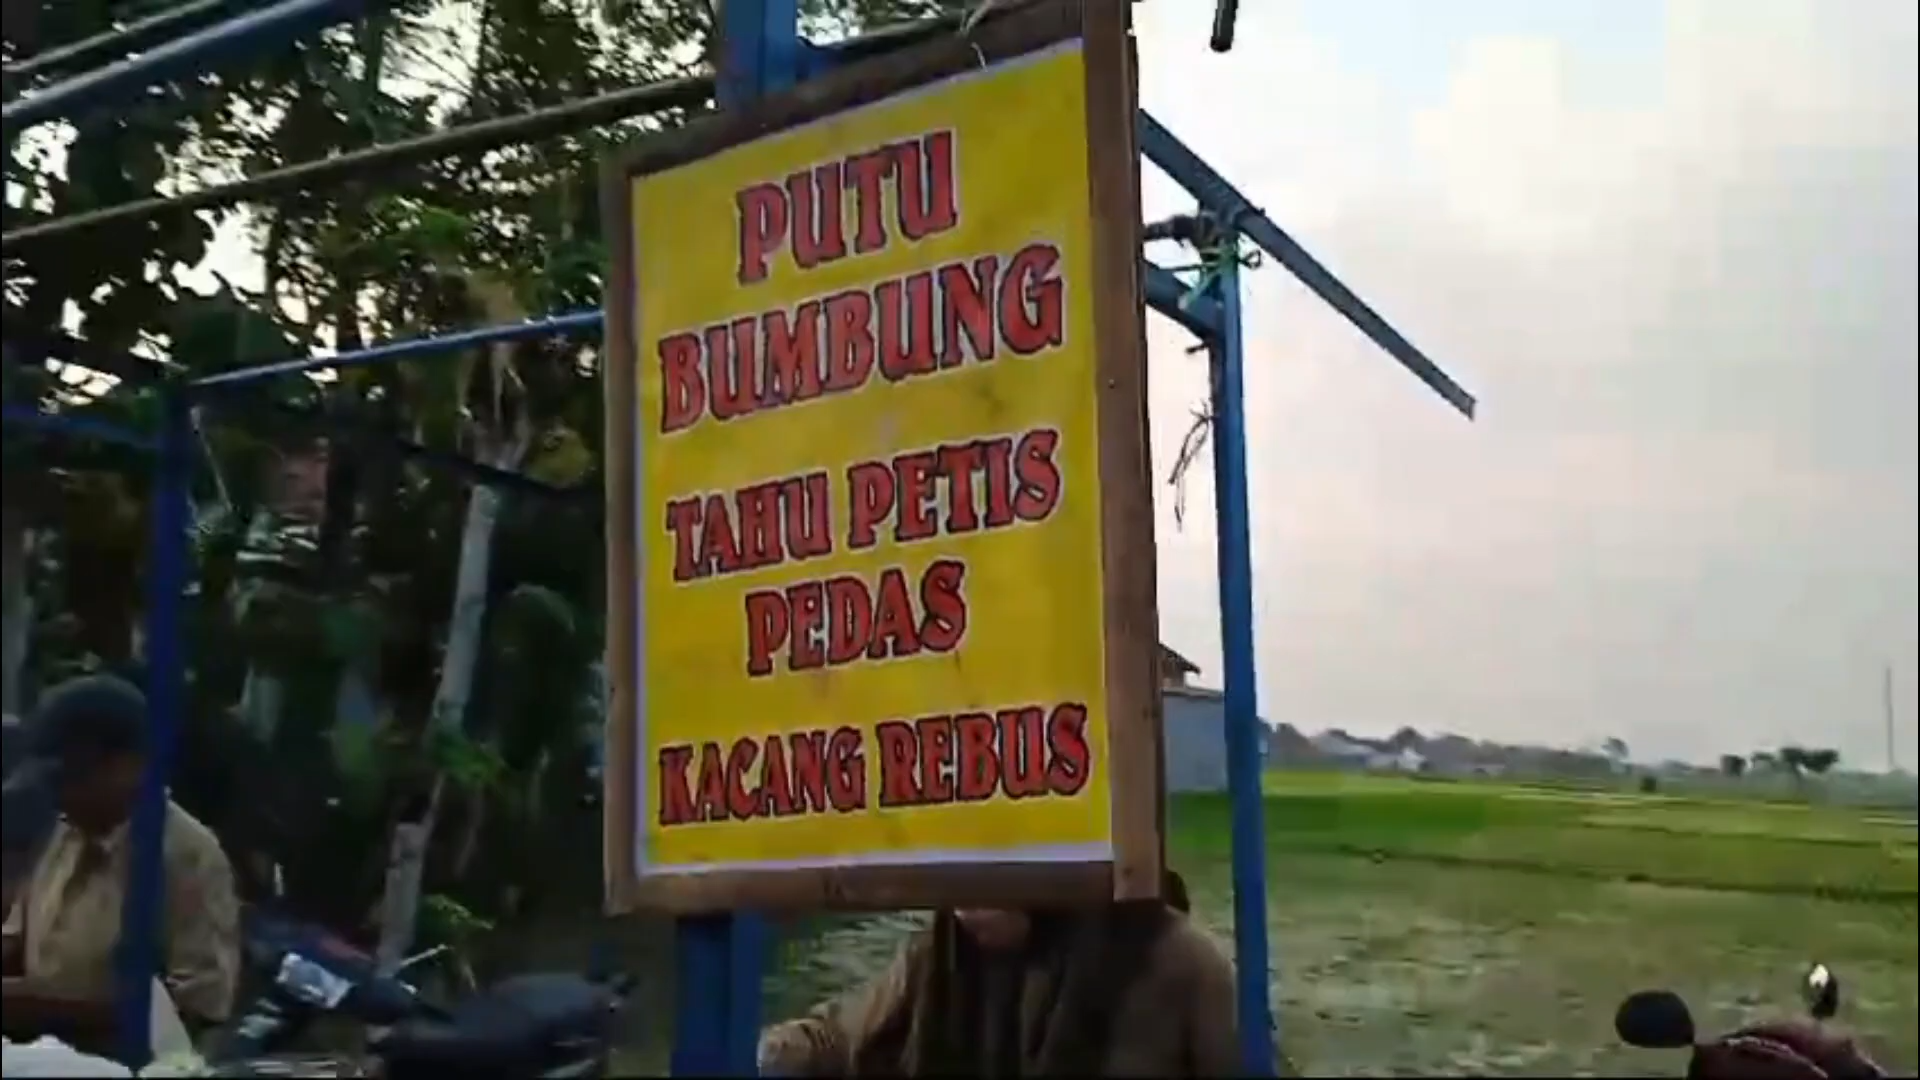 PUTU
BUMBUNG
TAHU PETIS
PEDAS
KACANG REBUS